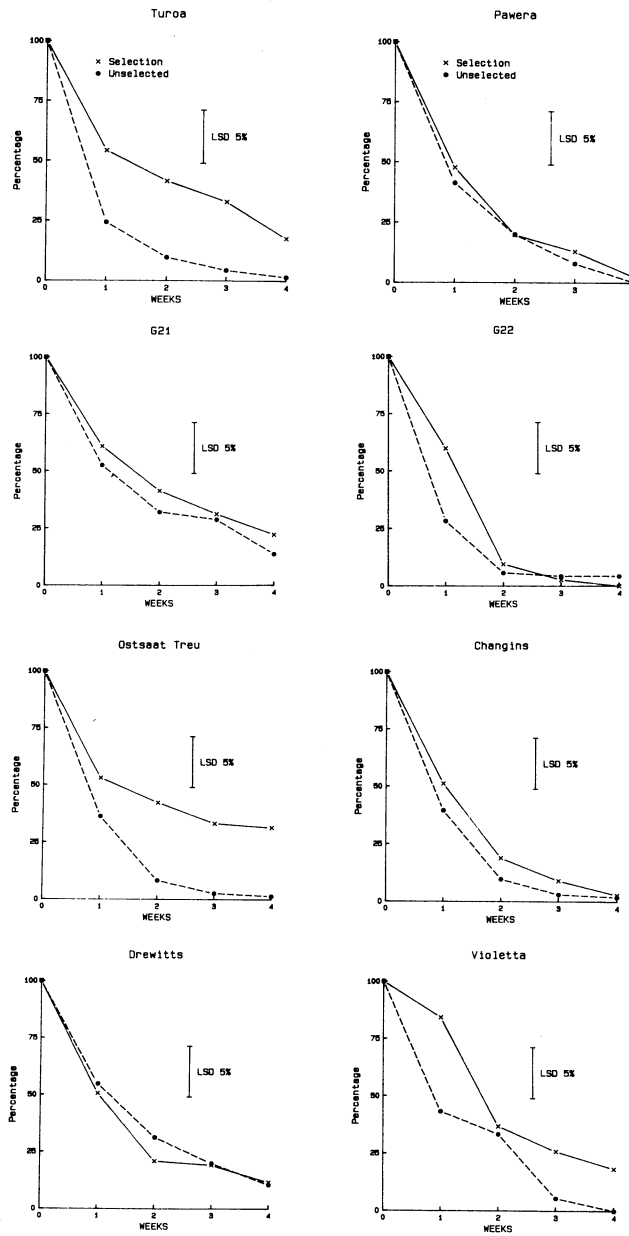 Turoa
Percentage
100
75
50
25
0
× Selection
● Unselected
LSD 5%
0 1 2 3 4
WEEKS
Pawera
Percentage
100
75
50
25
0
× Selection
● Unselected
LSD 5%
0 1 2 3 4
WEEKS
G21
Percentage
100
75
50
25
0
LSD 5%
0 1 2 3 4
WEEKS
G22
Percentage
100
75
50
25
0
LSD 5%
0 1 2 3 4
WEEKS
Ostsaat Treu
Percentage
100
75
50
25
0
LSD 5%
0 1 2 3 4
WEEKS
Changins
Percentage
100
75
50
25
0
LSD 5%
0 1 2 3 4
WEEKS
Drewitts
Percentage
100
75
50
25
0
LSD 5%
0 1 2 3 4
WEEKS
Violetta
Percentage
100
75
50
25
0
LSD 5%
0 1 2 3 4
WEEKS